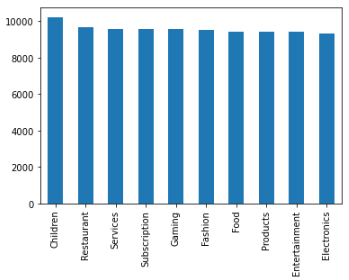 10000
8000
6000
4000
2000
0
Children
Restaurant
Services
Subscription
Gaming
Fashion
Food
Products
Entertainment
Electronics